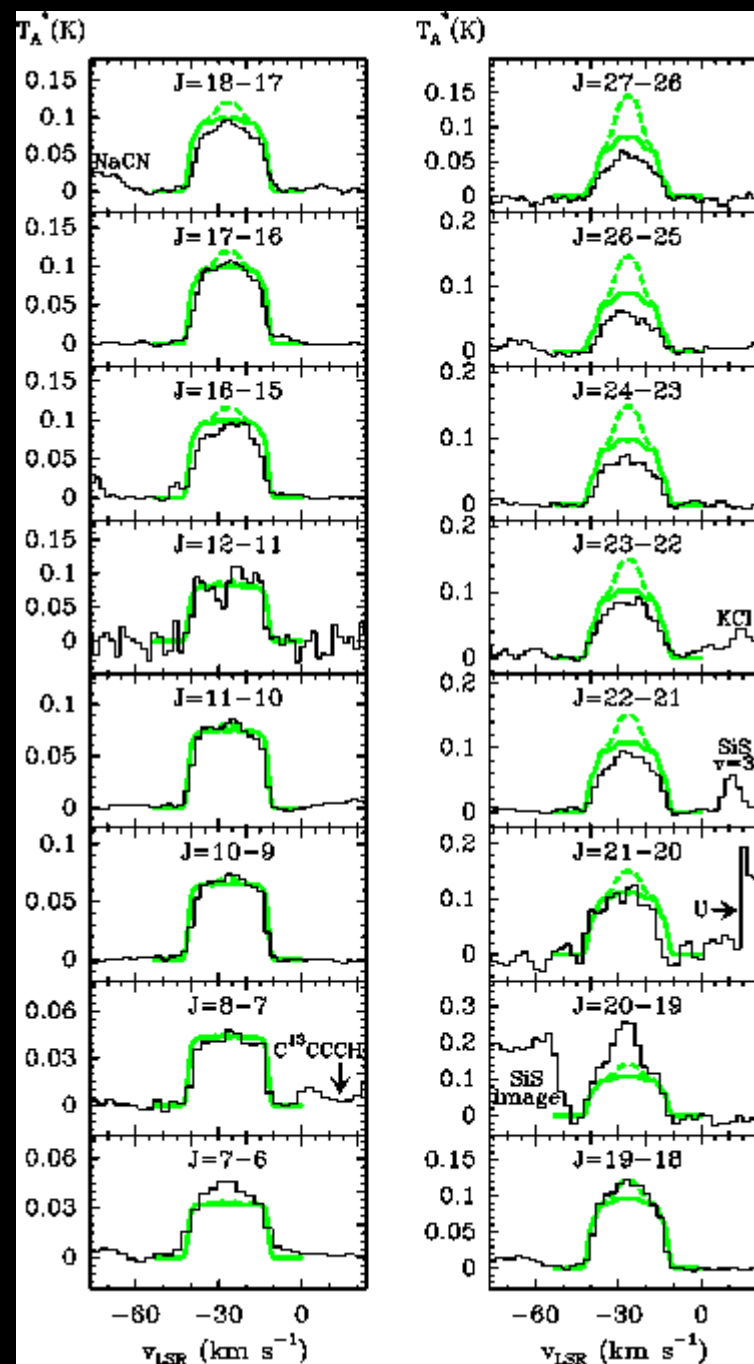 T_A^*(K)
J=18-17
0.15
0.1
0.05
0
NaCN
J=17-16
0.15
0.1
0.05
0
J=16-15
0.15
0.1
0.05
0
J=12-11
0.15
0.1
0.05
0
J=11-10
0.1
0.05
0
J=10-9
0.1
0.05
0
J=8-7
0.06
0.03
0
C¹³CCCH
J=7-6
0.06
0.03
0
−60 −30 0
v_LSR (km s⁻¹)
T_A^*(K)
J=27-26
0.15
0.1
0.05
0
J=26-25
0.2
0.1
0
J=24-23
0.2
0.1
0
J=23-22
0.2
0.1
0
KCl
J=22-21
0.2
0.1
0
SiS
v=3
J=21-20
0.2
0.1
0
U→
J=20-19
0.3
0.2
0.1
0
SiS
image
J=19-18
0.15
0.1
0.05
0
−60 −30 0
v_LSR (km s⁻¹)